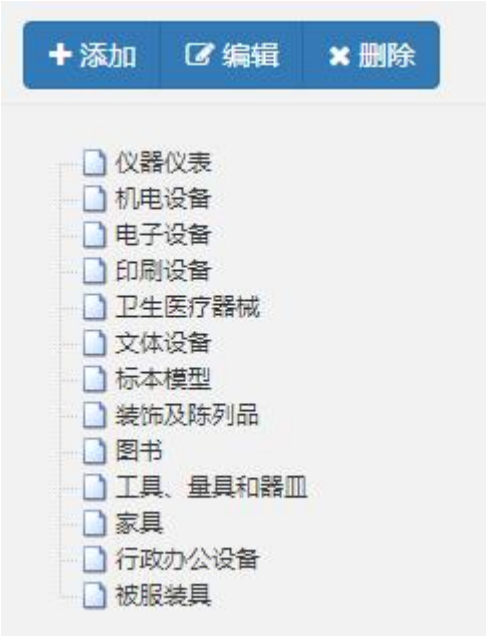 添加 编辑 删除
仪器仪表
机电设备
电子设备
印刷设备
卫生医疗器械
文体设备
标本模型
装饰及陈列品
图书
工具、量具和器皿
家具
行政办公设备
被服装具